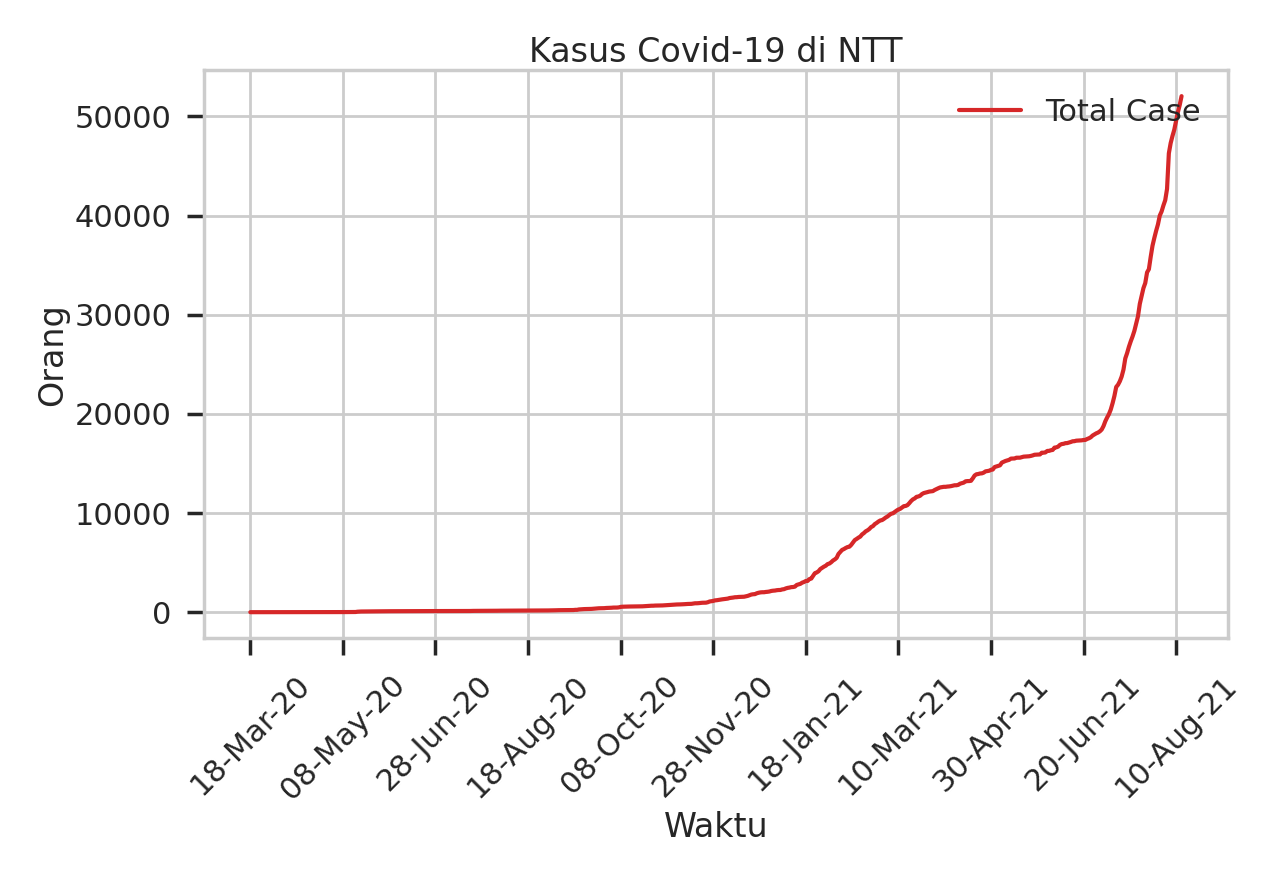 Kasus Covid-19 di NTT
Total Case
50000
40000
30000
20000
10000
0
Orang
18-Mar-20
08-May-20
28-Jun-20
18-Aug-20
08-Oct-20
28-Nov-20
18-Jan-21
10-Mar-21
30-Apr-21
20-Jun-21
10-Aug-21
Waktu